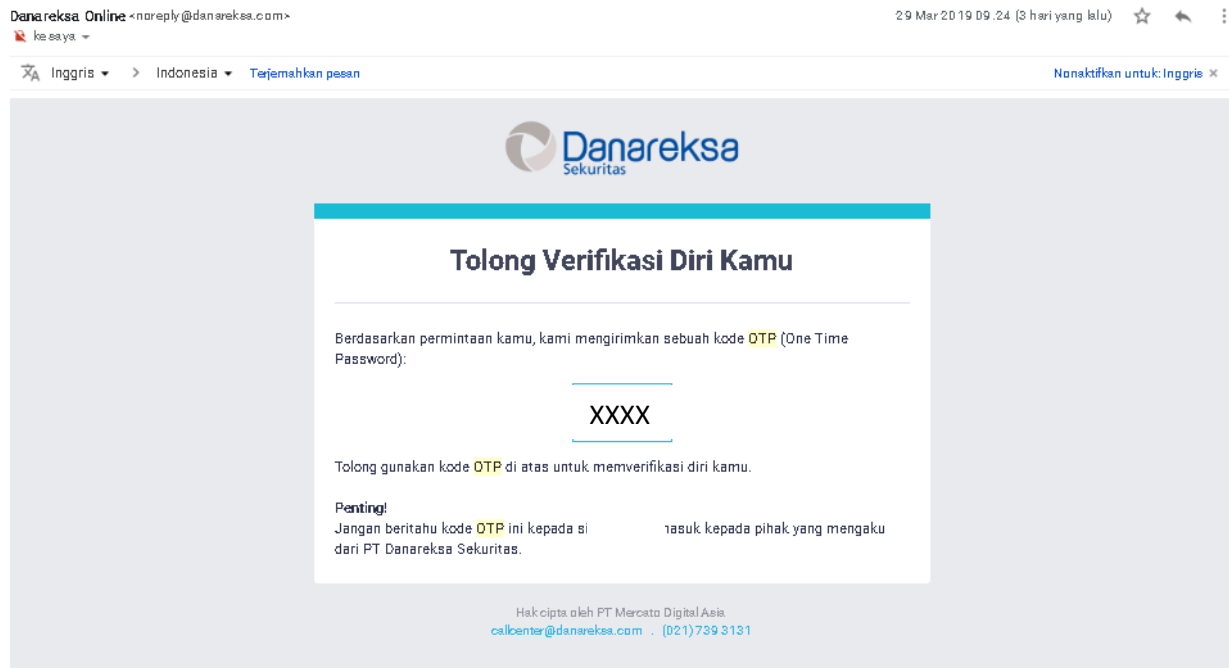 Danareksa Online <noreply@danareksa.com>
29 Mar 2019 09.24 (3 hari yang lalu)
ke saya
Inggris > Indonesia Terjemahkan pesan
Nonaktifkan untuk: Inggris ×
Danareksa
Sekuritas
Tolong Verifikasi Diri Kamu
Berdasarkan permintaan kamu, kami mengirimkan sebuah kode OTP (One Time
Password):
XXXX
Tolong gunakan kode OTP di atas untuk memverifikasi diri kamu.
Penting!
Jangan beritahu kode OTP ini kepada si kepada pihak yang mengaku
dari PT Danareksa Sekuritas.
Hak cipta oleh PT Mercato Digital Asia
callcenter@danareksa.com . (021) 739 3131